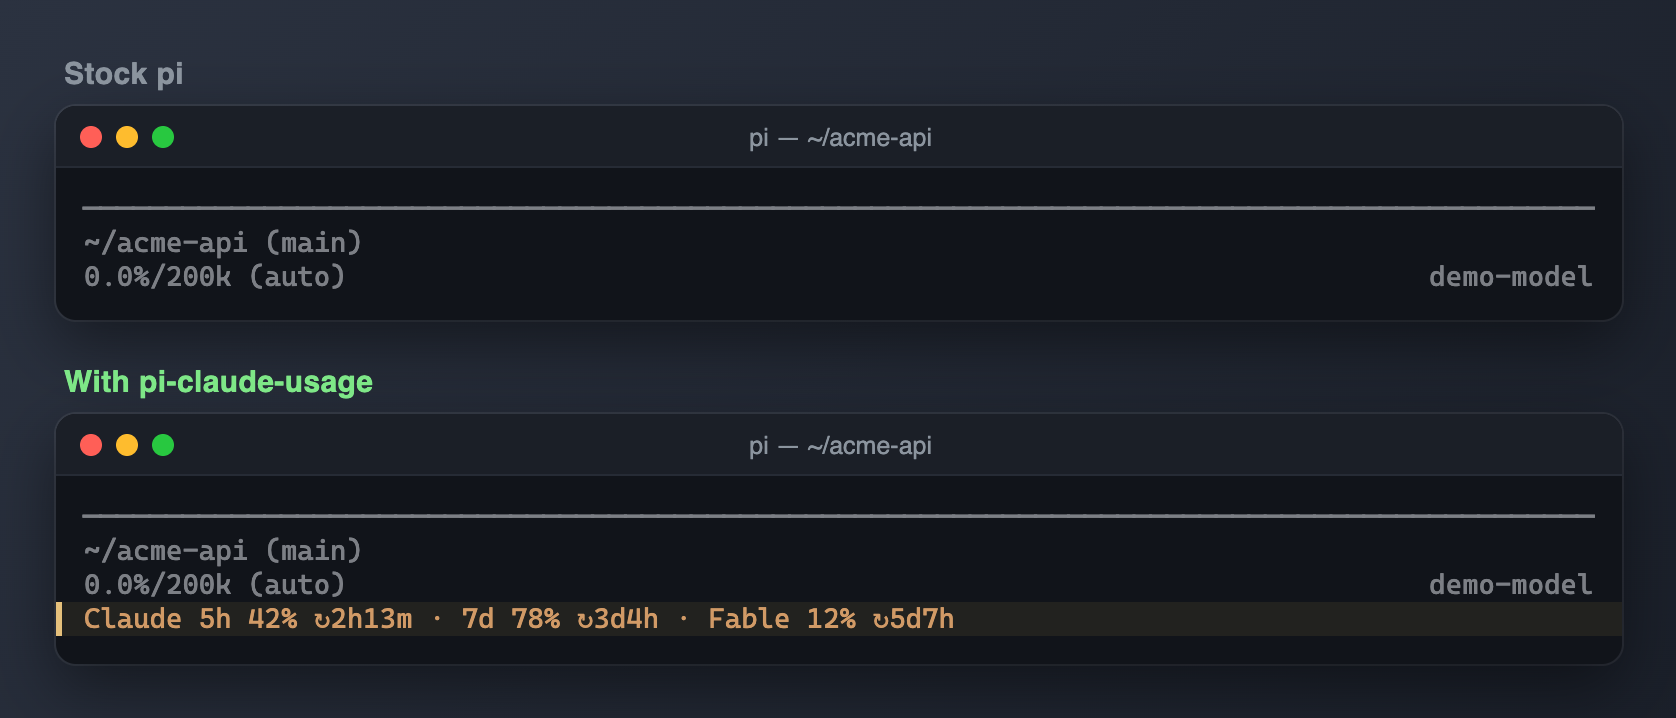 Stock pi
pi — ~/acme-api
~/acme-api (main)
0.0%/200k (auto) demo-model
With pi-claude-usage
pi — ~/acme-api
~/acme-api (main)
0.0%/200k (auto) demo-model
Claude 5h 42% ↻2h13m · 7d 78% ↻3d4h · Fable 12% ↻5d7h